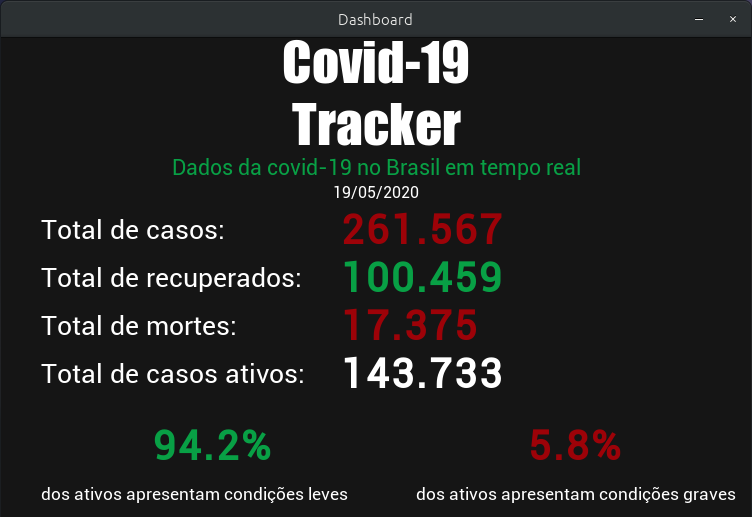 Dashboard
Covid-19
Tracker
Dados da covid-19 no Brasil em tempo real
19/05/2020
Total de casos: 261.567
Total de recuperados: 100.459
Total de mortes: 17.375
Total de casos ativos: 143.733
94.2% 5.8%
dos ativos apresentam condições leves dos ativos apresentam condições graves